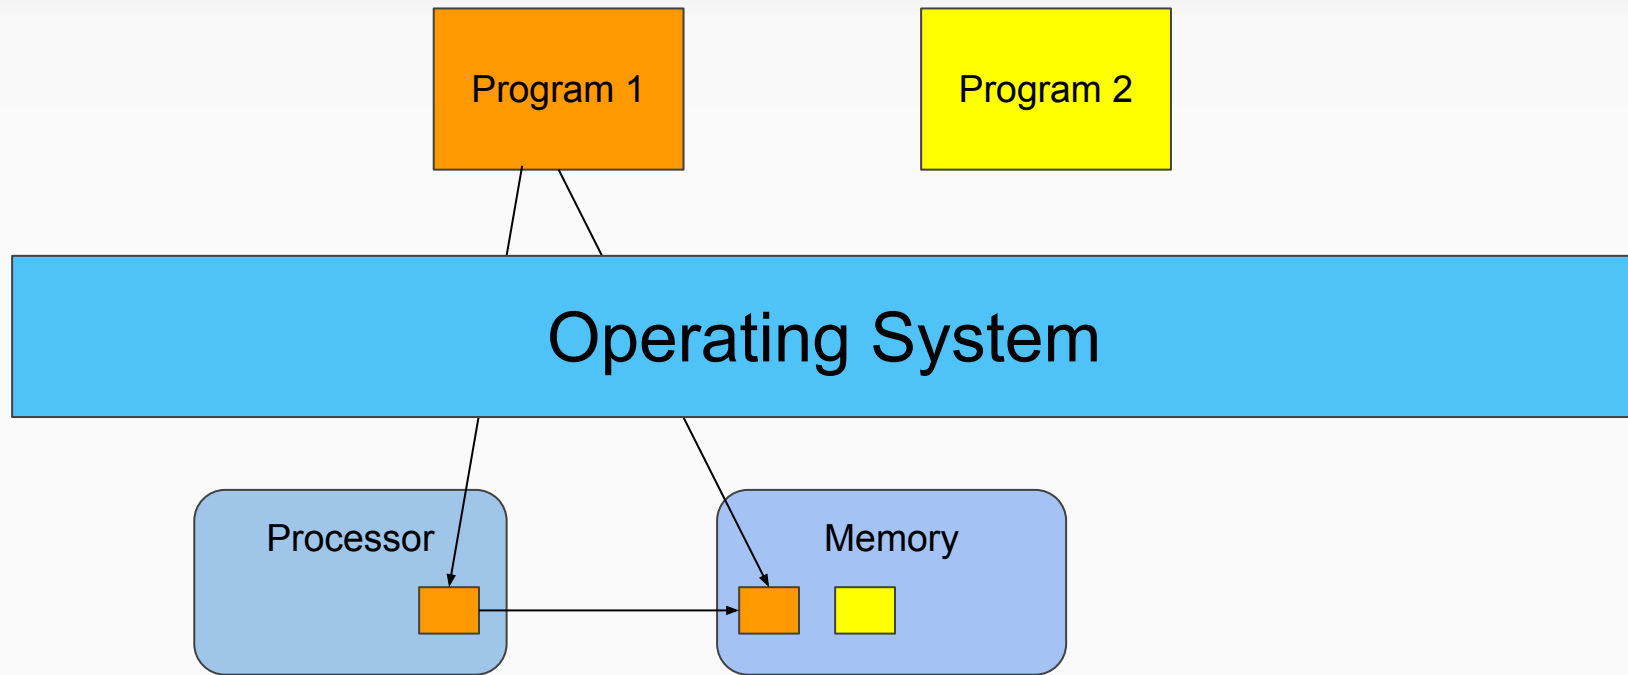 Program 1
Program 2
Operating System
Processor
Memory